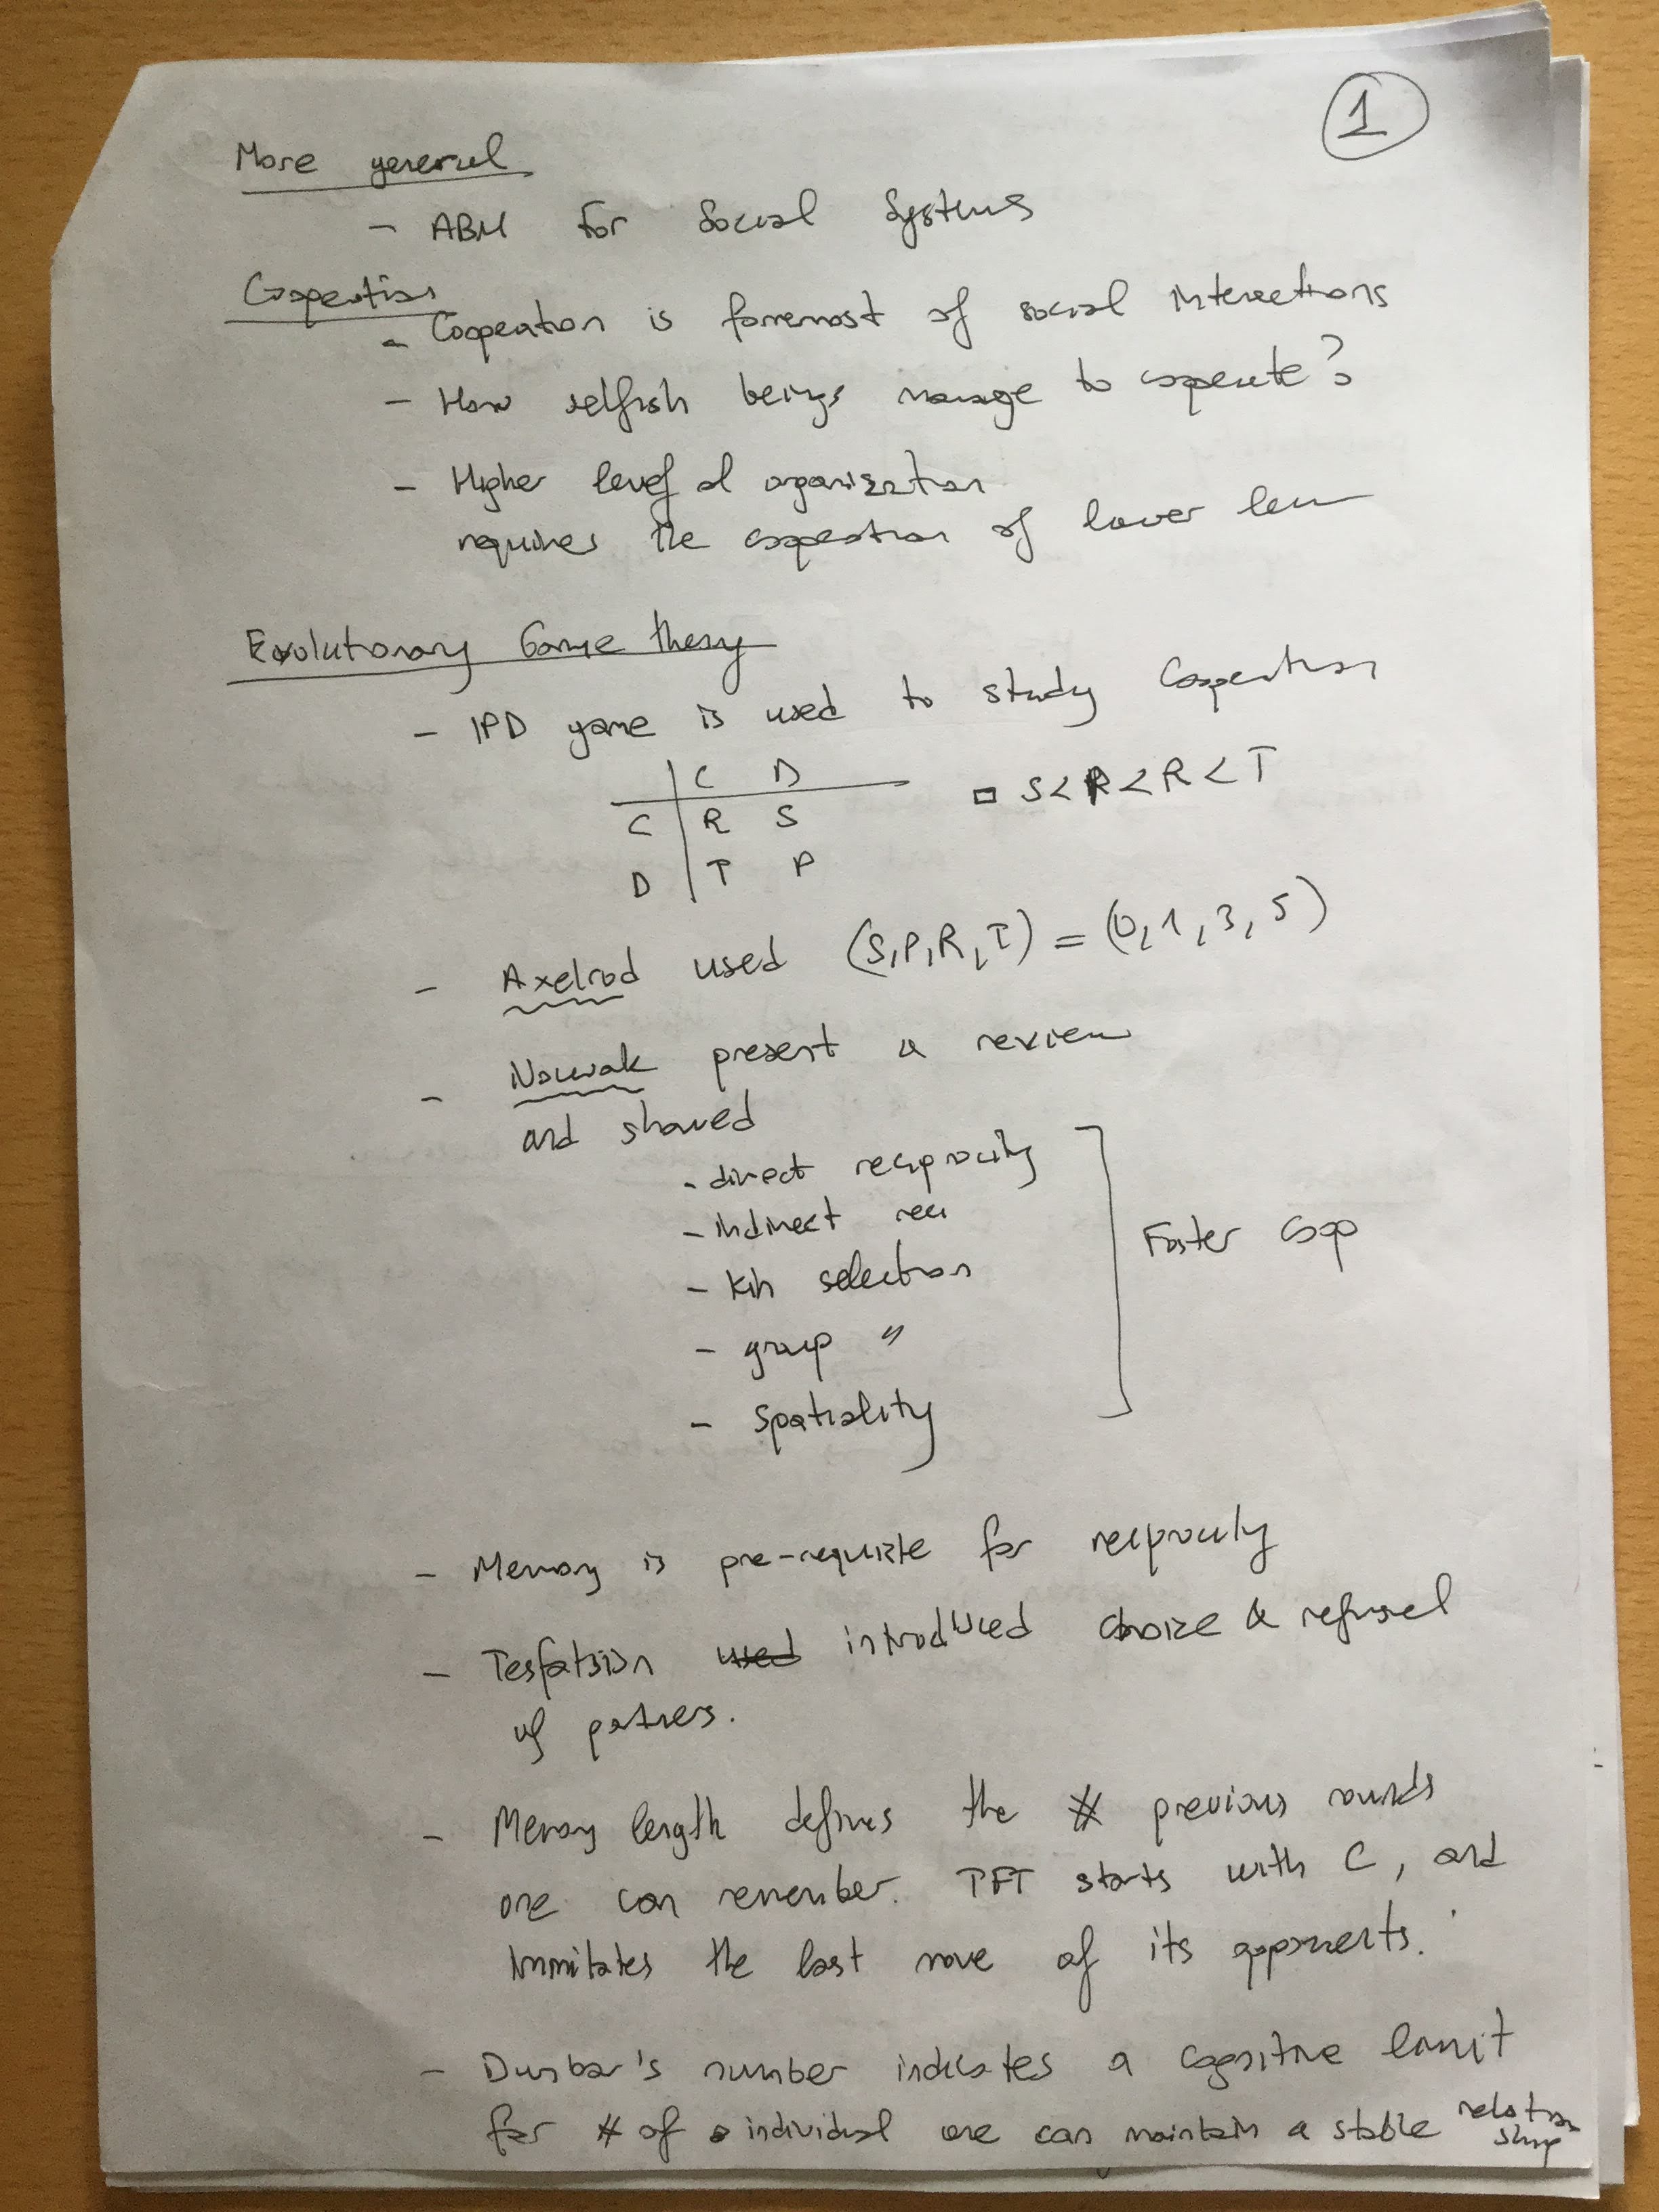 1
More general
- ABM for Social Systems
Cooperation
- Coopeation is foremost of social interactions
- How selfish beings manage to cooperate?
- Higher level of organization
requires the cooperation of lower
Evolutionary Game theory
- IPD game is used to study Cooperation
C D
C R S
D T P
S<P<R<T
- Axelrod used (S,P,R,T) = (0,1,3,5)
- Nowak present a review
and showed
- direct reciprocity
- indirect reci
- kin selection
- group "
- spatiality
Foster coop
- Memory is pre-requisite for reciprocity
- Tesfatsion used introduced choice & refusal
of partners.
- Memory length defines the # previous rounds
one can remember. TFT starts with C, and
immitates the last move of its opponents.
- Dunbar's number indicates a cognitive limit
for # of individual one can maintain a stable relation
ship